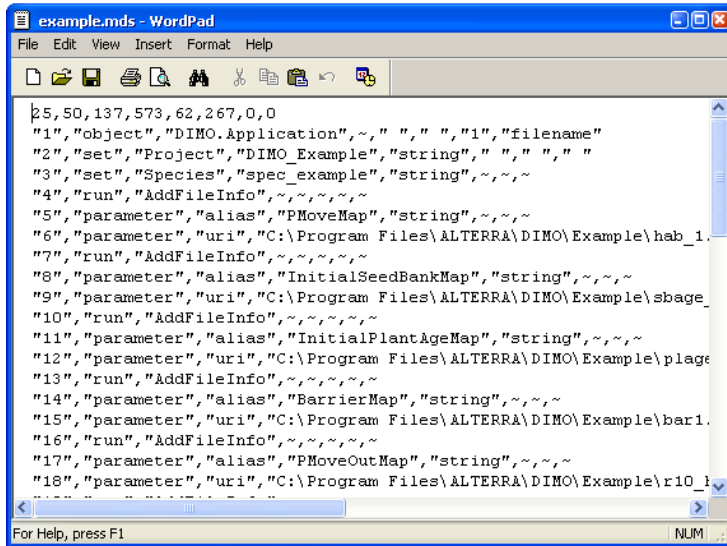 example.mds - WordPad
File Edit View Insert Format Help
25,50,137,573,62,267,0,0
"1","object","DIMO.Application",~," "," ","1","filename"
"2","set","Project","DIMO_Example","string"," "," "," "
"3","set","Species","spec_example","string",~,~,~
"4","run","AddFileInfo",~,~,~,~,~
"5","parameter","alias","PMoveMap","string",~,~,~
"6","parameter","uri","C:\Program Files\ALTERRA\DIMO\Example\hab_1.
"7","run","AddFileInfo",~,~,~,~,~
"8","parameter","alias","InitialSeedBankMap","string",~,~,~
"9","parameter","uri","C:\Program Files\ALTERRA\DIMO\Example\sbage_
"10","run","AddFileInfo",~,~,~,~,~
"11","parameter","alias","InitialPlantAgeMap","string",~,~,~
"12","parameter","uri","C:\Program Files\ALTERRA\DIMO\Example\plage
"13","run","AddFileInfo",~,~,~,~,~
"14","parameter","alias","BarrierMap","string",~,~,~
"15","parameter","uri","C:\Program Files\ALTERRA\DIMO\Example\bar1.
"16","run","AddFileInfo",~,~,~,~,~
"17","parameter","alias","PMoveOutMap","string",~,~,~
"18","parameter","uri","C:\Program Files\ALTERRA\DIMO\Example\r10_
For Help, press F1
NUM